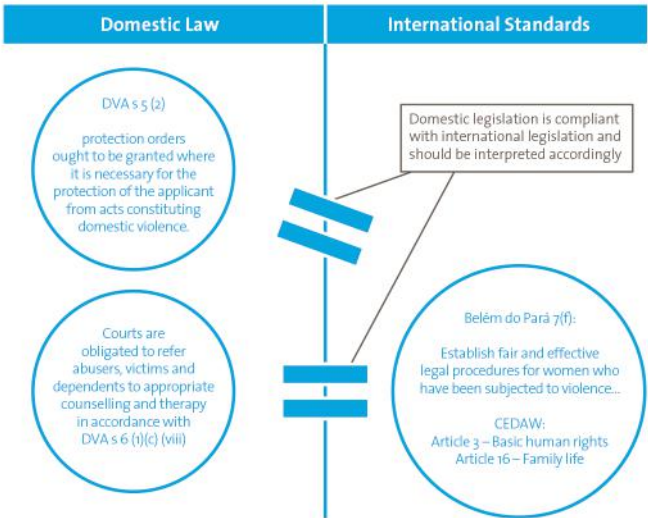 Domestic Law
International Standards
DVA s 5 (2)
protection orders
ought to be granted where
it is necessary for the
protection of the applicant
from acts constituting
domestic violence.
Domestic legislation is compliant
with international legislation and
should be interpreted accordingly
Courts are
obligated to refer
abusers, victims and
dependents to appropriate
counselling and therapy
in accordance with
DVA s 6 (1)(c) (viii)
Belém do Pará 7(f):
Establish fair and effective
legal procedures for women who
have been subjected to violence...
CEDAW:
Article 3 – Basic human rights
Article 16 – Family life